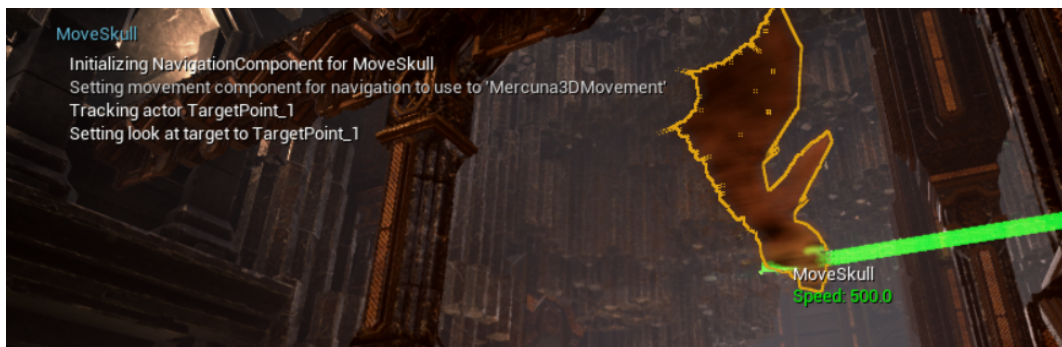 MoveSkull
Initializing NavigationComponent for MoveSkull
Setting movement component for navigation to use to 'Mercuna3DMovement'
Tracking actor TargetPoint_1
Setting look at target to TargetPoint_1
MoveSkull
Speed: 500.0